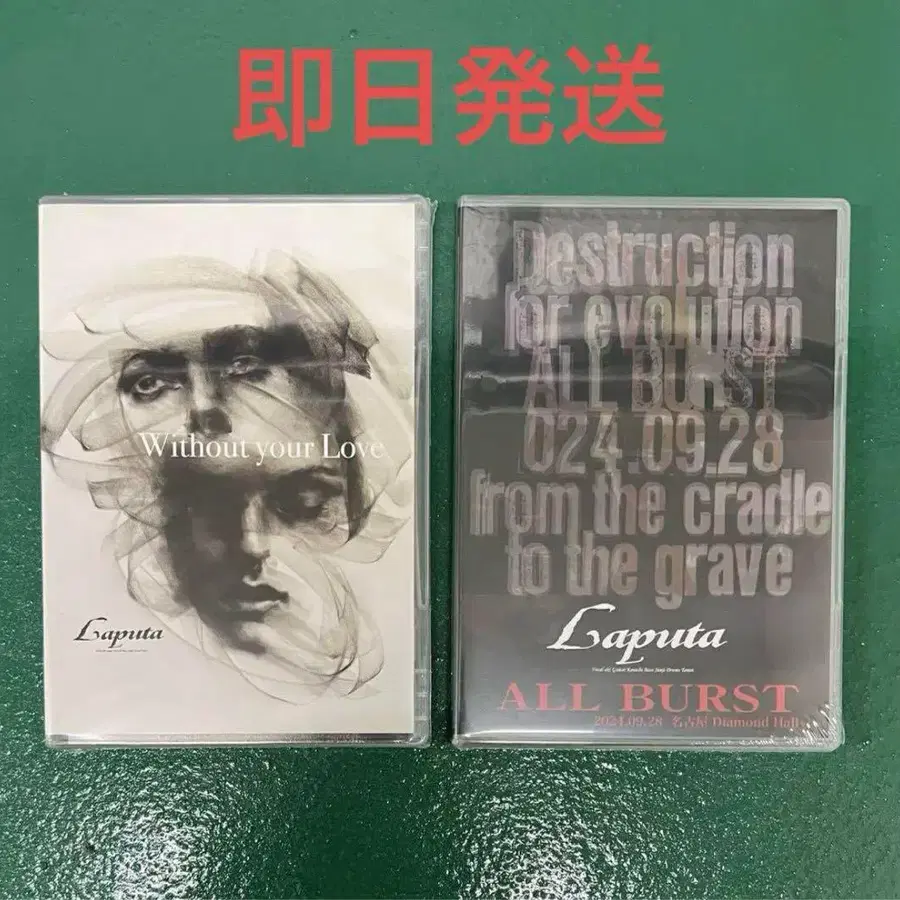 即日発送
Without your Love
Laputa
Destruction
for evolution
ALL BURST
024.09.28
from the cradle
to the grave
Laputa
ALL BURST
2024.09.28 名古屋 Diamond Hall